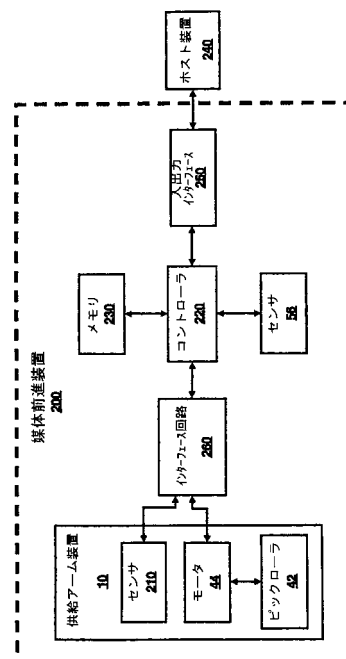 媒体前進装置
200
供給アーム装置
10
センサ
210
モータ
44
ピックローラ
42
インターフェース回路
260
メモリ
230
コントローラ
220
センサ
56
入出力
インターフェース
250
ホスト装置
240